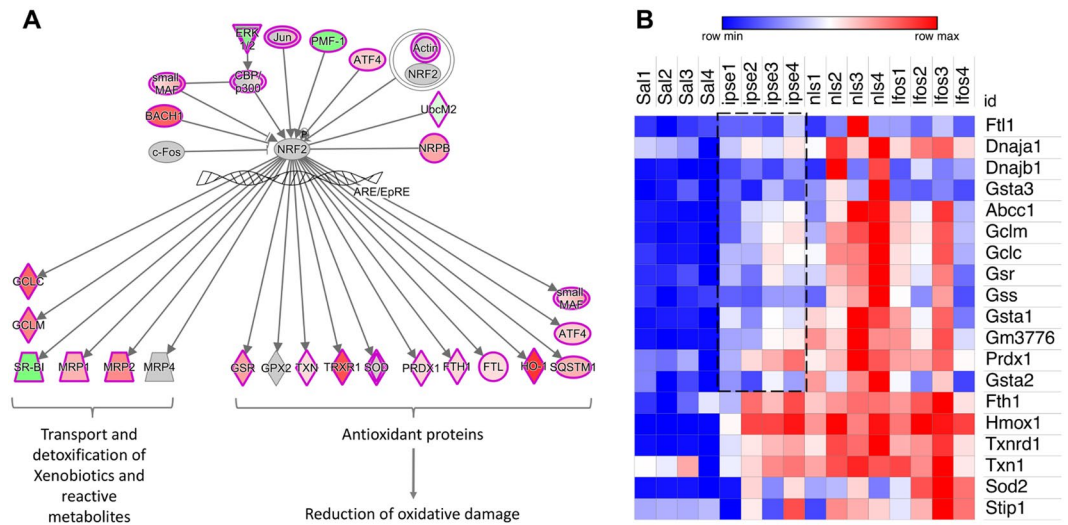 A
ERK
1/2
Jun
PMF-1
ATF4
Actin
NRF2
small
MAF
CBP/
p300
UbcM2
BACH1
NRPB
c-Fos
NRF2
P
ARE/EpRE
GCLC
GCLM
SR-BI
MRP1
MRP2
MRP4
GSR
GPX2
TXN
TRXR1
SOD
PRDX1
FTH1
FTL
HO-1
SQSTM1
ATF4
small
MAF
Transport and
detoxification of
Xenobiotics and
reactive
metabolites
Antioxidant proteins
Reduction of oxidative damage
B
row min row max
Sal1 Sal2 Sal3 Sal4 ipse1 ipse2 ipse3 ipse4 nls1 nls2 nls3 nls4 Ifos1 Ifos2 Ifos3 Ifos4 id
Ftl1
Dnaja1
Dnajb1
Gsta3
Abcc1
Gclm
Gclc
Gsr
Gss
Gsta1
Gm3776
Prdx1
Gsta2
Fth1
Hmox1
Txnrd1
Txn1
Sod2
Stip1